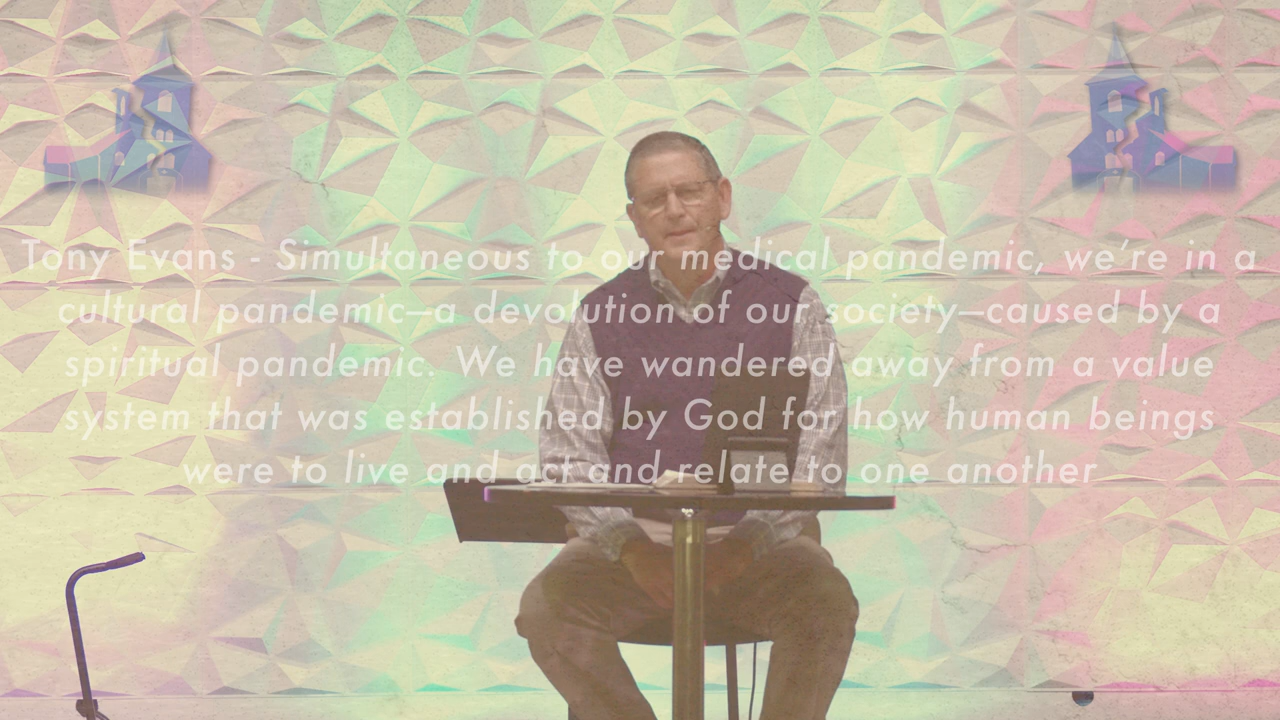 Tony Evans - Simultaneous to our medical pandemic, we're in a
cultural pandemic—a devolution of our society—caused by a
spiritual pandemic. We have wandered away from a value
system that was established by God for how human beings
were to live and act and relate to one another